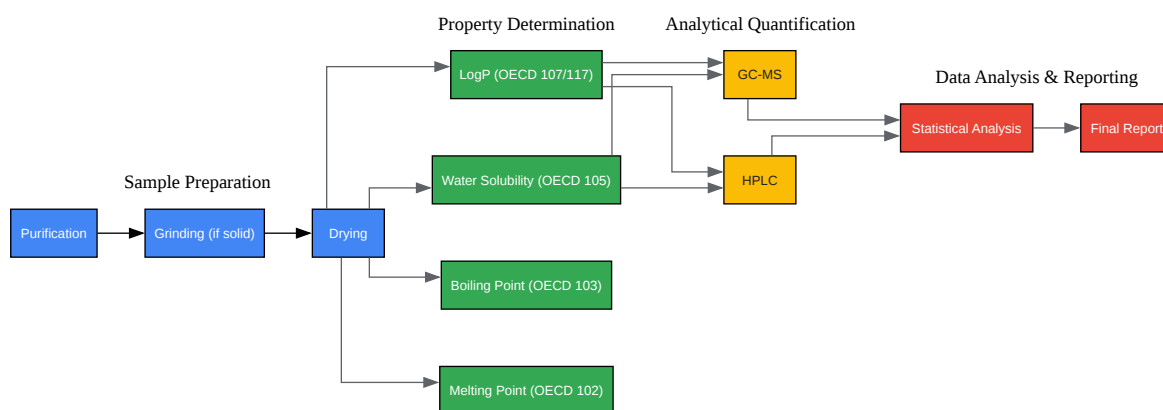 Property Determination
Analytical Quantification
LogP (OECD 107/117)
GC-MS
Data Analysis & Reporting
Statistical Analysis
Final Report
Sample Preparation
Water Solubility (OECD 105)
HPLC
Purification
Grinding (if solid)
Drying
Boiling Point (OECD 103)
Melting Point (OECD 102)